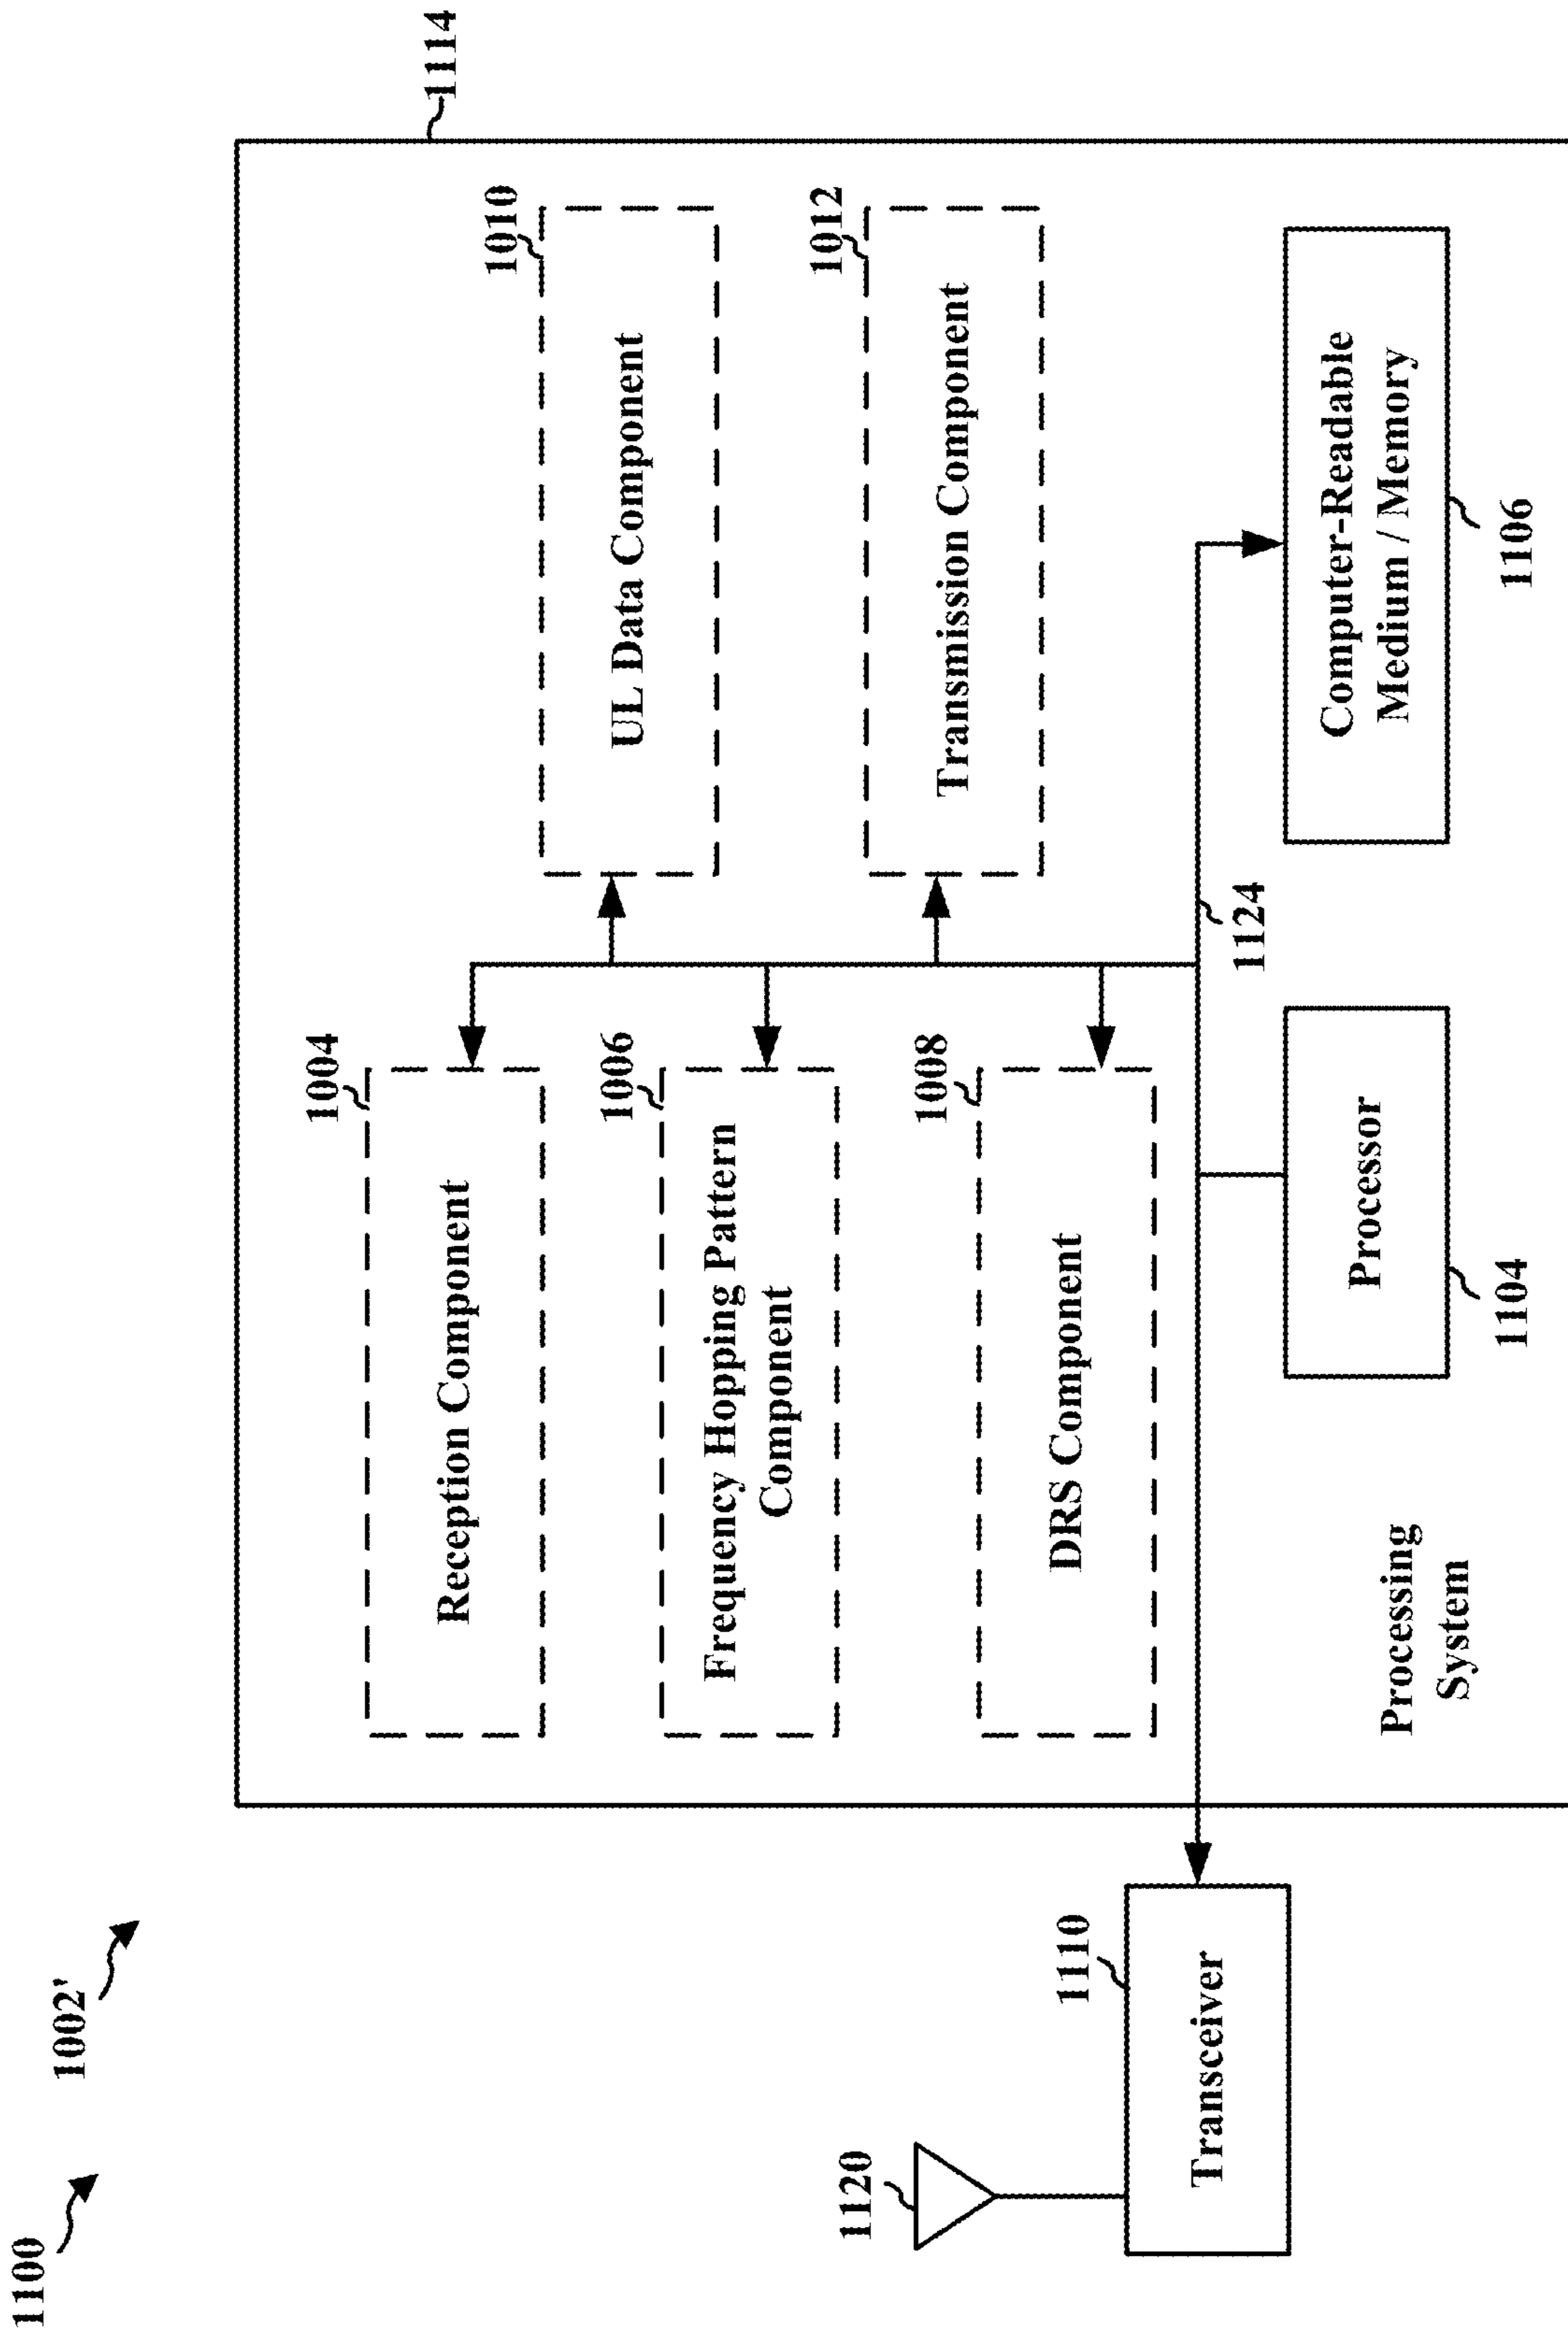 1100
1002'
1114
1004
Reception Component
1010
UL Data Component
1006
Frequency Hopping Pattern
Component
1012
Transmission Component
1008
DRS Component
1120
1110
Transceiver
1124
Processing
System
Processor
1104
Computer-Readable
Medium / Memory
1106